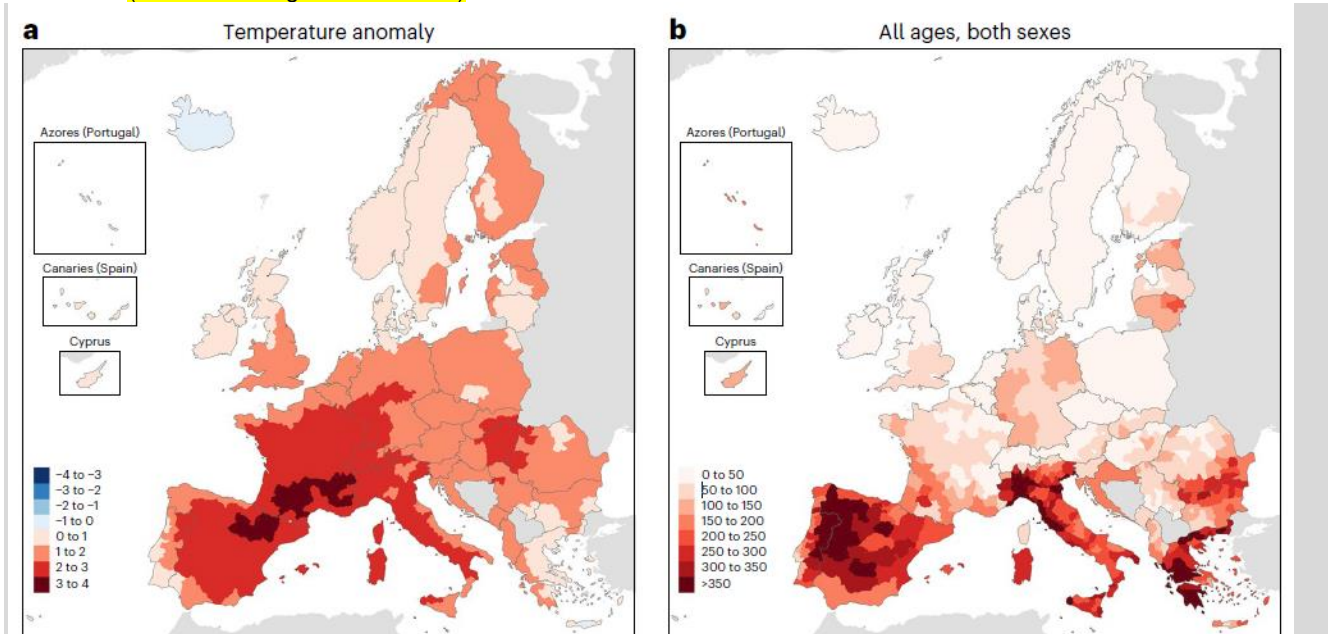 a Temperature anomaly
Azores (Portugal)
Canaries (Spain)
Cyprus
−4 to −3
−3 to −2
−2 to −1
−1 to 0
0 to 1
1 to 2
2 to 3
3 to 4
b All ages, both sexes
Azores (Portugal)
Canaries (Spain)
Cyprus
0 to 50
50 to 100
100 to 150
150 to 200
200 to 250
250 to 300
300 to 350
>350